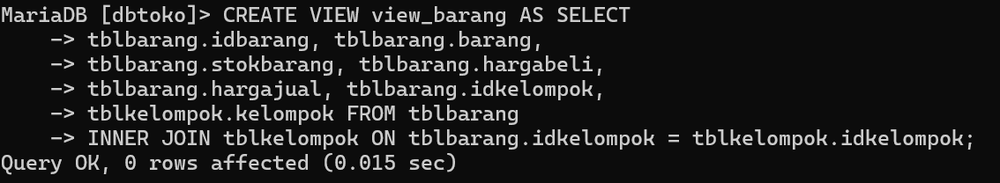 MariaDB [dbtoko]> CREATE VIEW view_barang AS SELECT
    -> tblbarang.idbarang, tblbarang.barang,
    -> tblbarang.stokbarang, tblbarang.hargabeli,
    -> tblbarang.hargajual, tblbarang.idkelompok,
    -> tblkelompok.kelompok FROM tblbarang
    -> INNER JOIN tblkelompok ON tblbarang.idkelompok = tblkelompok.idkelompok;
Query OK, 0 rows affected (0.015 sec)